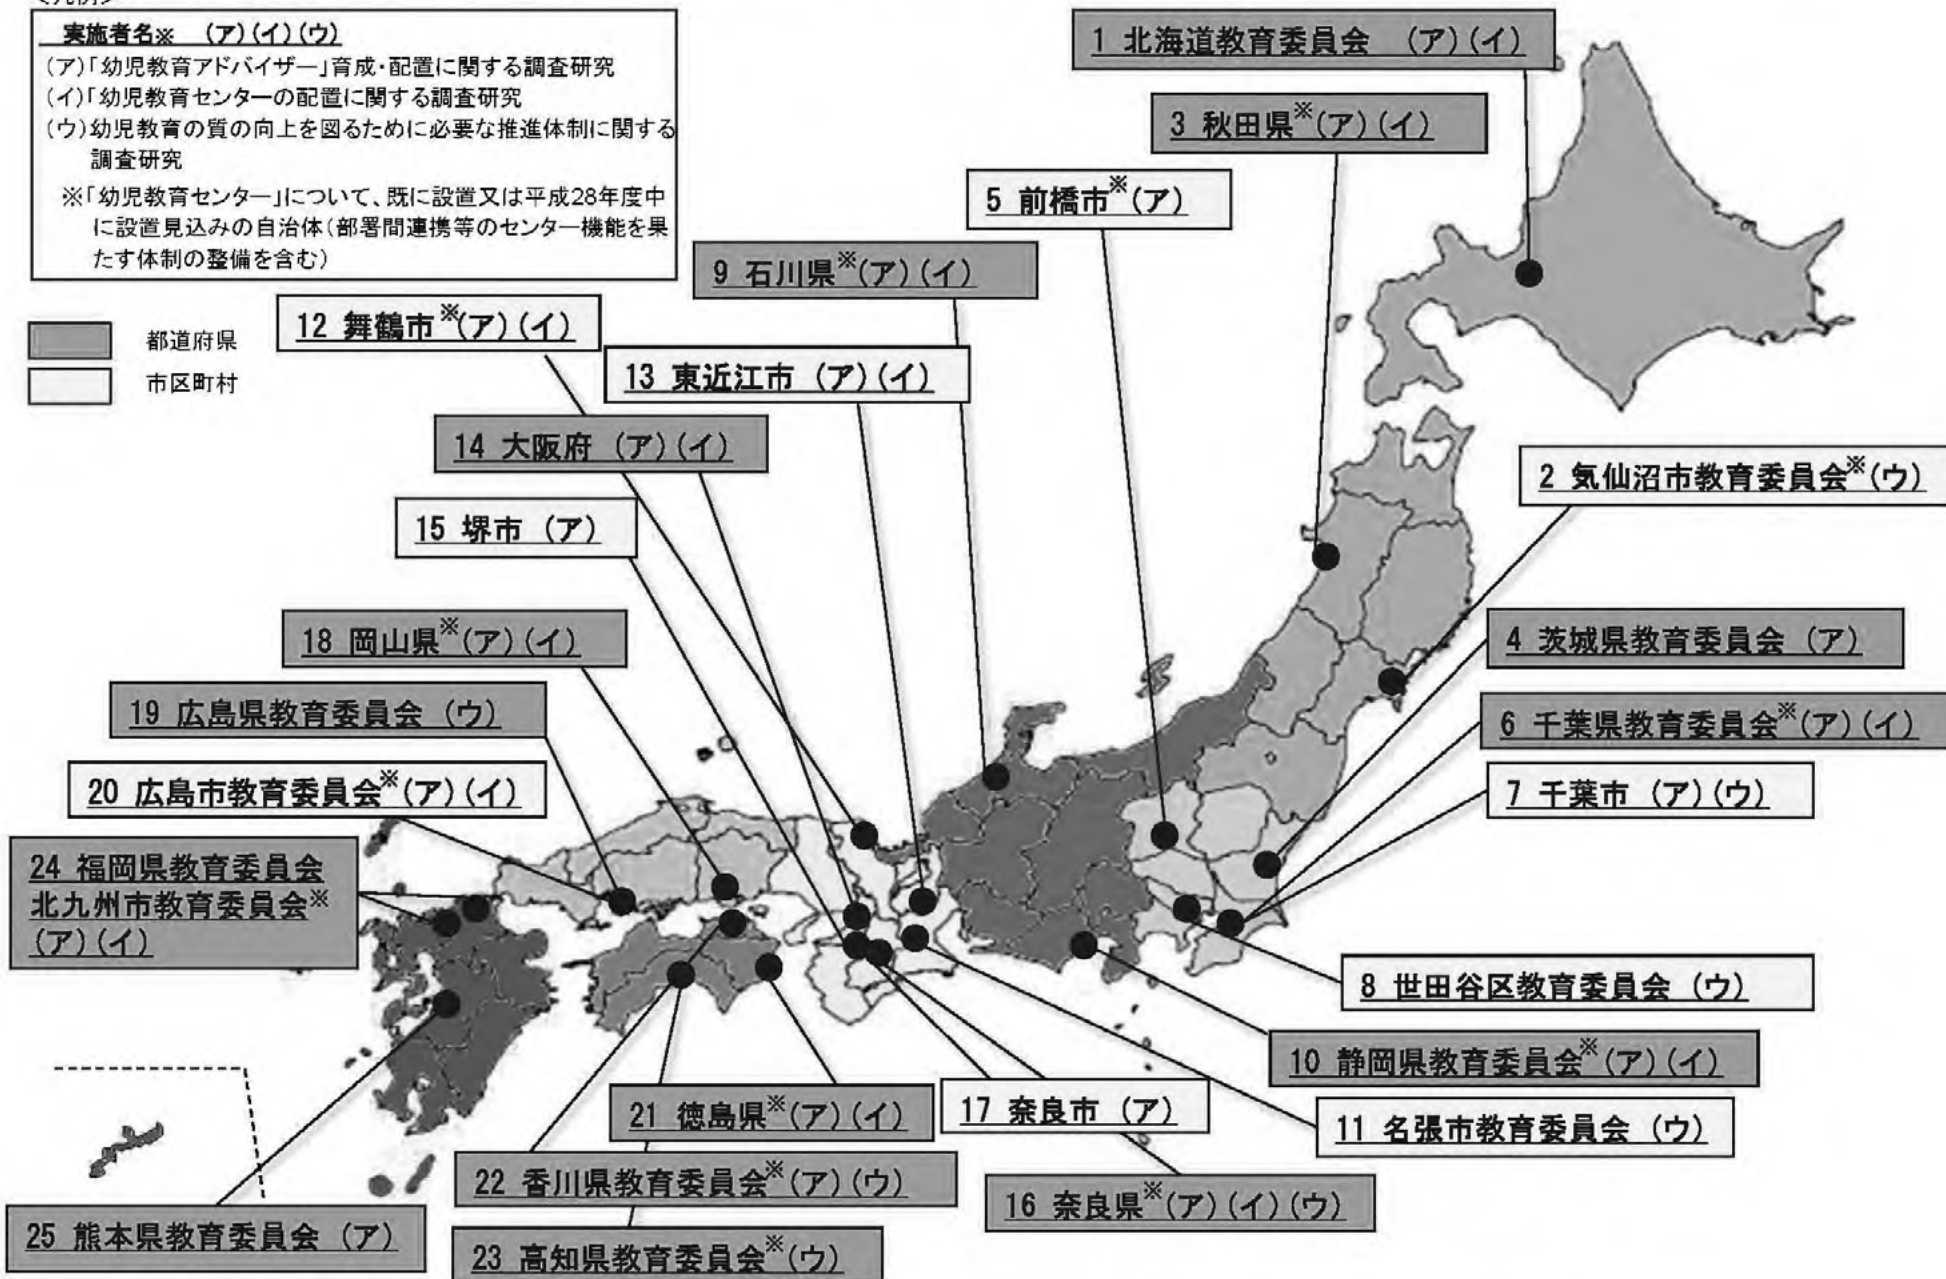 実施者名※ (ア)(イ)(ウ)
(ア)「幼児教育アドバイザー」育成・配置に関する調査研究
(イ)「幼児教育センターの配置に関する調査研究
(ウ)幼児教育の質の向上を図るために必要な推進体制に関する
調査研究
※「幼児教育センター」について、既に設置又は平成28年度中
に設置見込みの自治体(部署間連携等のセンター機能を果
たす体制の整備を含む)
都道府県
市区町村
1 北海道教育委員会 (ア)(イ)
3 秋田県※(ア)(イ)
5 前橋市※(ア)
9 石川県※(ア)(イ)
12 舞鶴市※(ア)(イ)
13 東近江市 (ア)(イ)
14 大阪府 (ア)(イ)
2 気仙沼市教育委員会※(ウ)
15 堺市 (ア)
18 岡山県※(ア)(イ)
4 茨城県教育委員会 (ア)
19 広島県教育委員会 (ウ)
6 千葉県教育委員会※(ア)(イ)
20 広島市教育委員会※(ア)(イ)
7 千葉市 (ア)(ウ)
24 福岡県教育委員会
北九州市教育委員会※
(ア)(イ)
8 世田谷区教育委員会 (ウ)
10 静岡県教育委員会※(ア)(イ)
21 徳島県※(ア)(イ)
17 奈良市 (ア)
11 名張市教育委員会 (ウ)
22 香川県教育委員会※(ア)(ウ)
16 奈良県※(ア)(イ)(ウ)
25 熊本県教育委員会 (ア)
23 高知県教育委員会※(ウ)